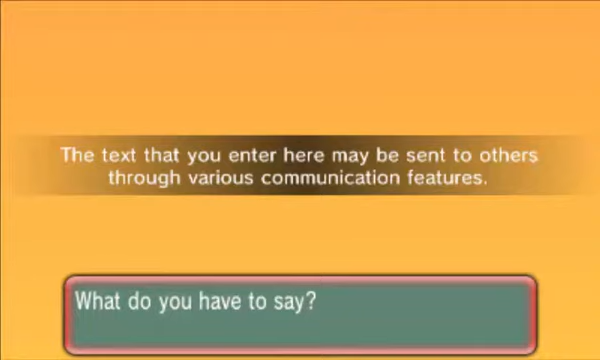 The text that you enter here may be sent to others
through various communication features.
What do you have to say?